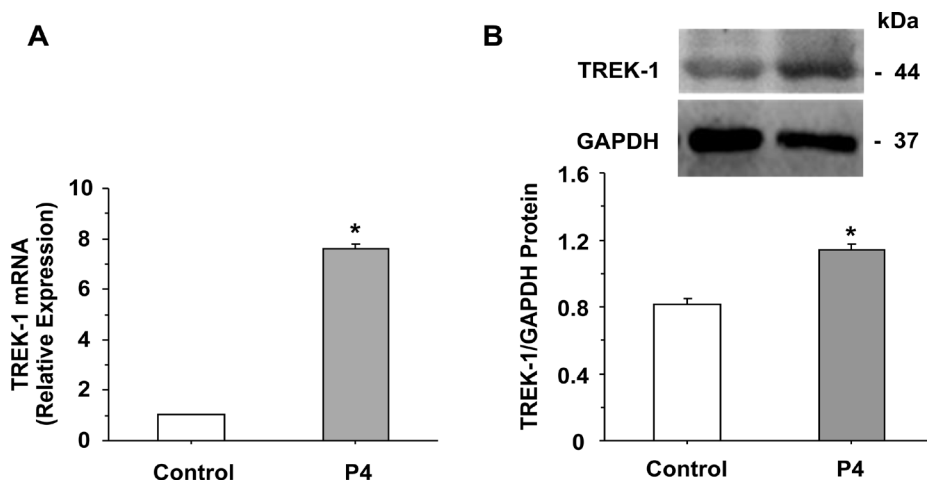 A
TREK-1 mRNA
(Relative Expression)
10
8
6
4
2
0
*
Control
P4
B
kDa
TREK-1
- 44
GAPDH
- 37
TREK-1/GAPDH Protein
1.6
1.2
0.8
0.4
0
*
Control
P4